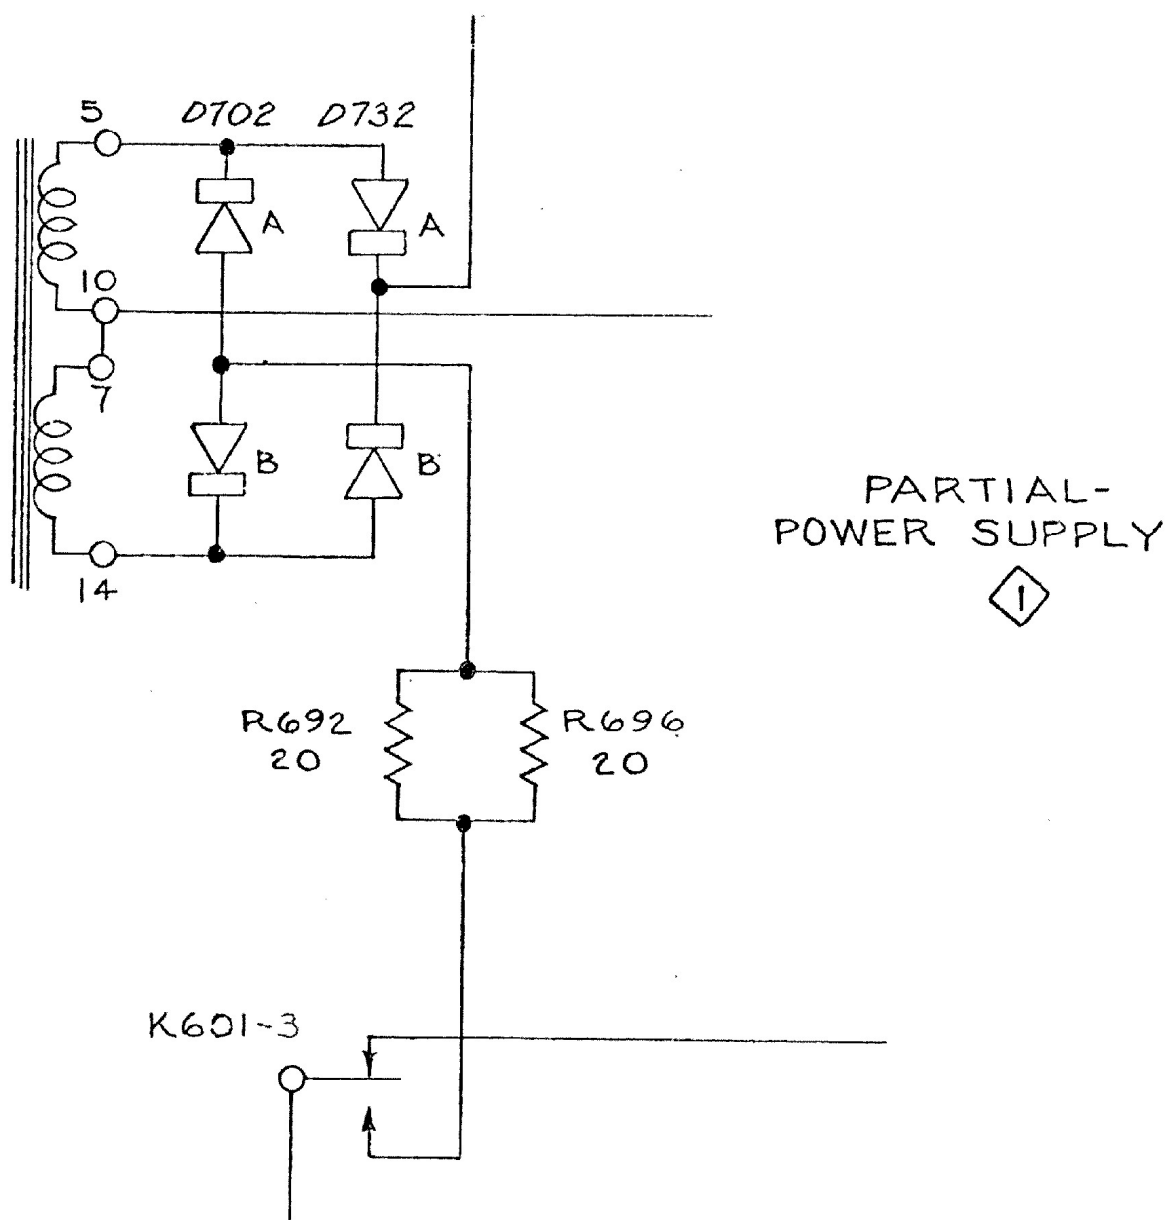 5 D702 D732
A A
10
7
B B
14
PARTIAL-
POWER SUPPLY
1
R692
20
R696
20
K601-3